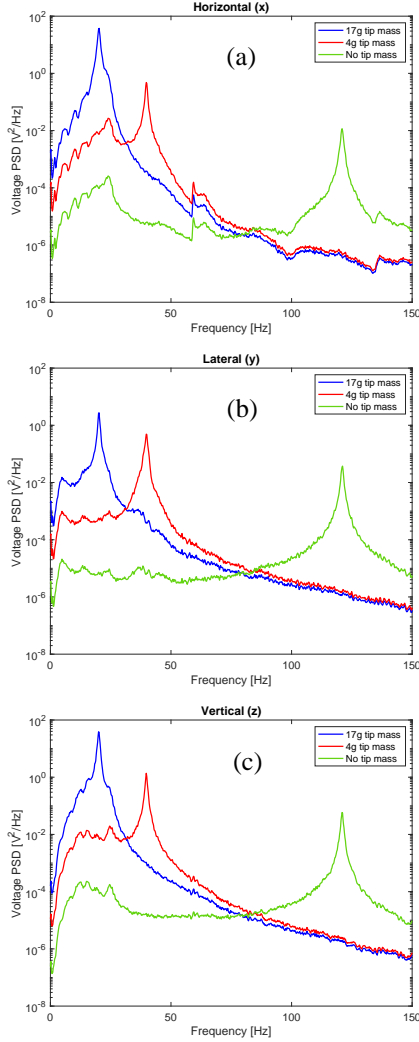 Horizontal (x)
10^2
10^0
10^-2
10^-4
10^-6
10^-8
Voltage PSD [V^2/Hz]
(a)
17g tip mass
4g tip mass
No tip mass
0 50 100 150
Frequency [Hz]
Lateral (y)
10^2
10^0
10^-2
10^-4
10^-6
10^-8
Voltage PSD [V^2/Hz]
(b)
17g tip mass
4g tip mass
No tip mass
0 50 100 150
Frequency [Hz]
Vertical (z)
10^2
10^0
10^-2
10^-4
10^-6
10^-8
Voltage PSD [V^2/Hz]
(c)
17g tip mass
4g tip mass
No tip mass
0 50 100 150
Frequency [Hz]